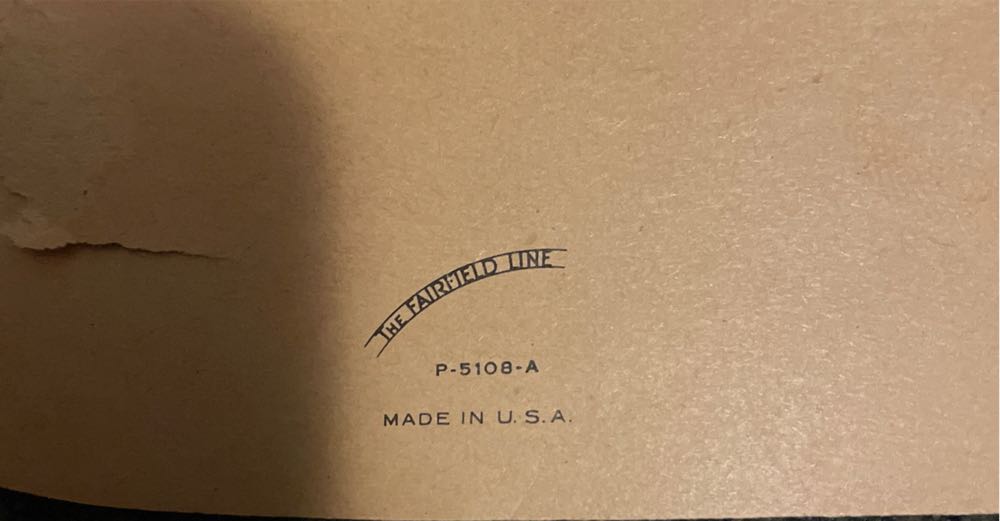 THE FAIRFIELD LINE
P-5108-A
MADE IN U.S.A.